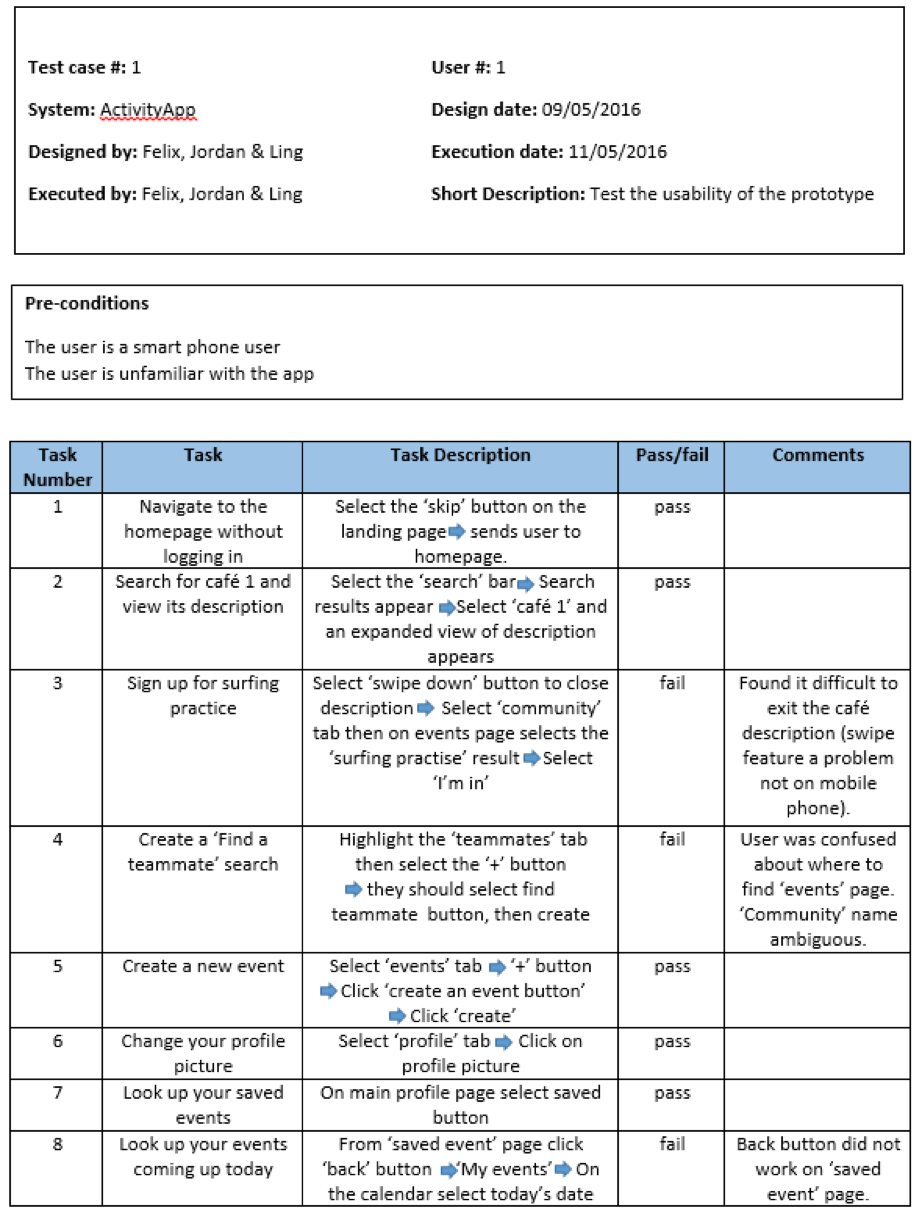 Test case #: 1 User #: 1
System: ActivityApp Design date: 09/05/2016
Designed by: Felix, Jordan & Ling Execution date: 11/05/2016
Executed by: Felix, Jordan & Ling Short Description: Test the usability of the prototype
Pre-conditions
The user is a smart phone user
The user is unfamiliar with the app
Task Number Task Task Description Pass/fail Comments
1
Navigate to the
homepage without
logging in
Select the ‘skip’ button on the
landing page sends user to
homepage.
pass
2
Search for café 1 and
view its description
Select the ‘search’ bar Search
results appear Select ‘café 1’ and
an expanded view of description
appears
pass
3
Sign up for surfing
practice
Select ‘swipe down’ button to close
description Select ‘community’
tab then on events page selects the
‘surfing practise’ result Select
‘I’m in’
fail
Found it difficult to
exit the café
description (swipe
feature a problem
not on mobile
phone).
4
Create a ‘Find a
teammate’ search
Highlight the ‘teammates’ tab
then select the ‘+’ button
they should select find
teammate button, then create
fail
User was confused
about where to
find ‘events’ page.
‘Community’ name
ambiguous.
5
Create a new event
Select ‘events’ tab ‘+’ button
Click ‘create an event button’
Click ‘create’
pass
6
Change your profile
picture
Select ‘profile’ tab Click on
profile picture
pass
7
Look up your saved
events
On main profile page select saved
button
pass
8
Look up your events
coming up today
From ‘saved event’ page click
‘back’ button ‘My events’ On
the calendar select today’s date
fail
Back button did not
work on ‘saved
event’ page.